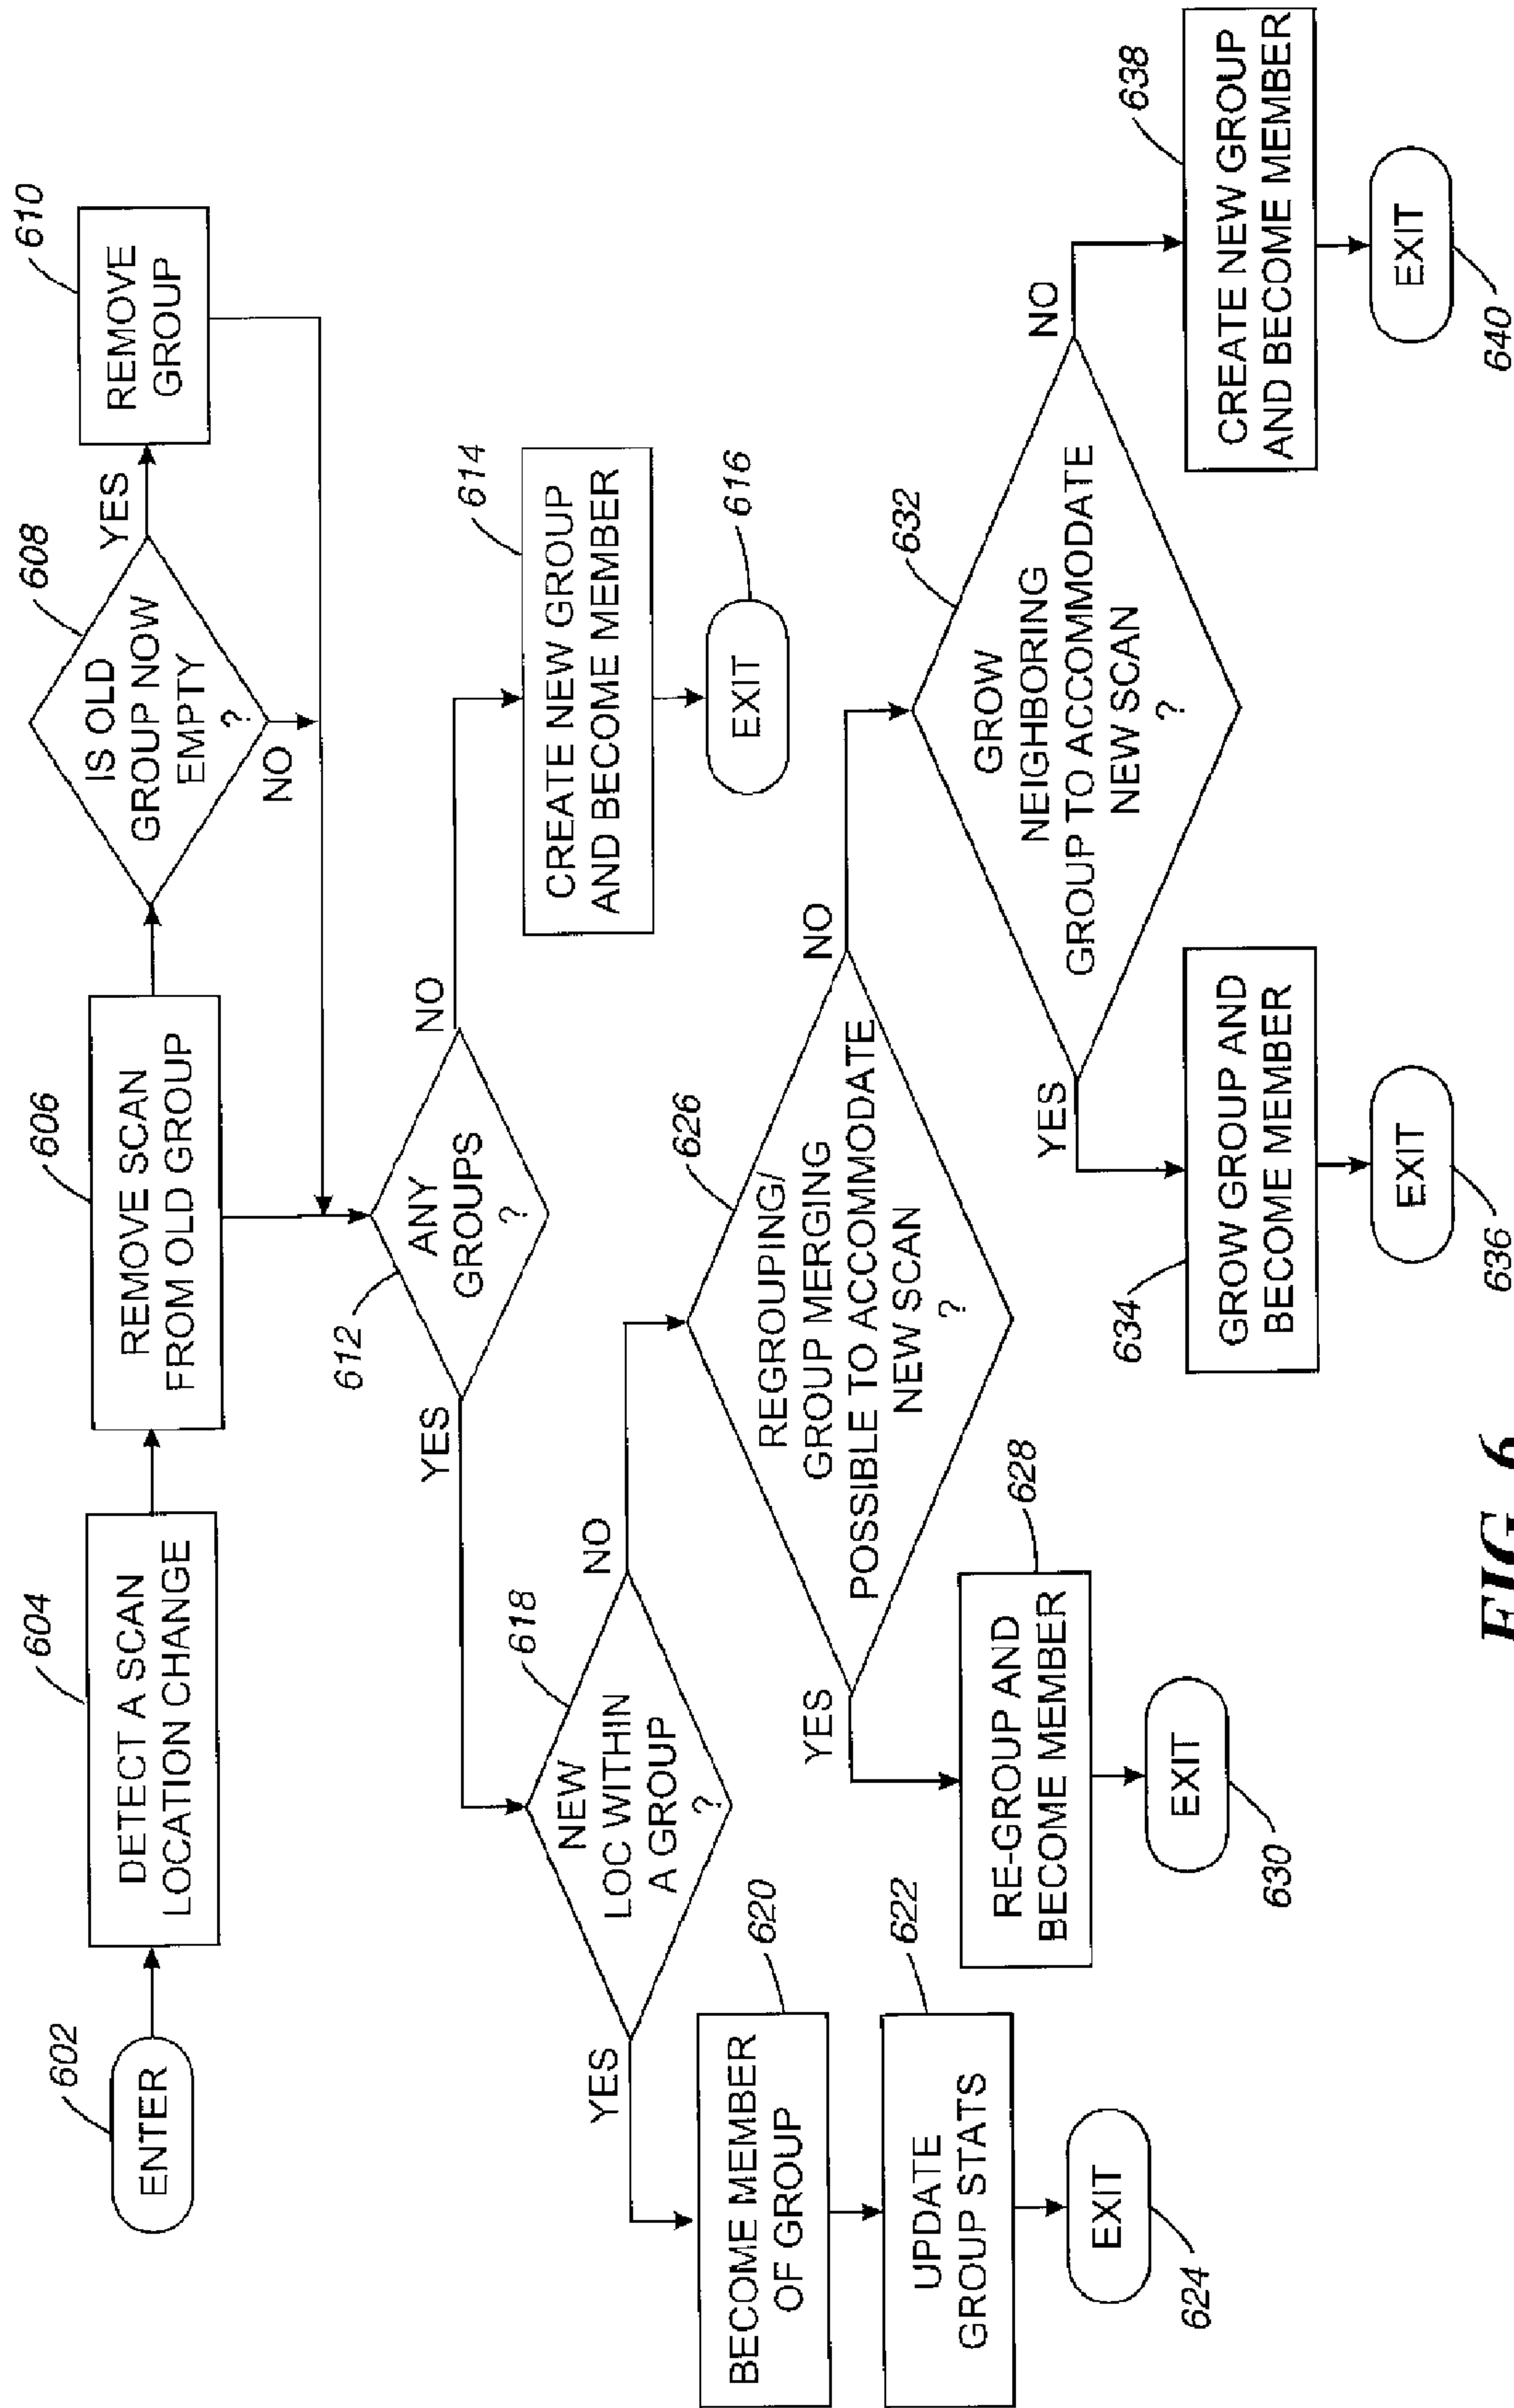 602
ENTER
604
DETECT A SCAN
LOCATION CHANGE
606
REMOVE SCAN
FROM OLD GROUP
608
IS OLD
GROUP NOW
EMPTY
?
YES
NO
610
REMOVE
GROUP
612
ANY
GROUPS
?
YES
NO
614
CREATE NEW GROUP
AND BECOME MEMBER
616
EXIT
618
NEW
LOC WITHIN
A GROUP
?
YES
NO
620
BECOME MEMBER
OF GROUP
622
UPDATE
GROUP STATS
624
EXIT
626
REGROUPING/
GROUP MERGING
POSSIBLE TO ACCOMMODATE
NEW SCAN
?
YES
NO
628
RE-GROUP AND
BECOME MEMBER
630
EXIT
632
GROW
NEIGHBORING
GROUP TO ACCOMMODATE
NEW SCAN
?
YES
NO
634
GROW GROUP AND
BECOME MEMBER
636
EXIT
638
CREATE NEW GROUP
AND BECOME MEMBER
640
EXIT
FIG. 6